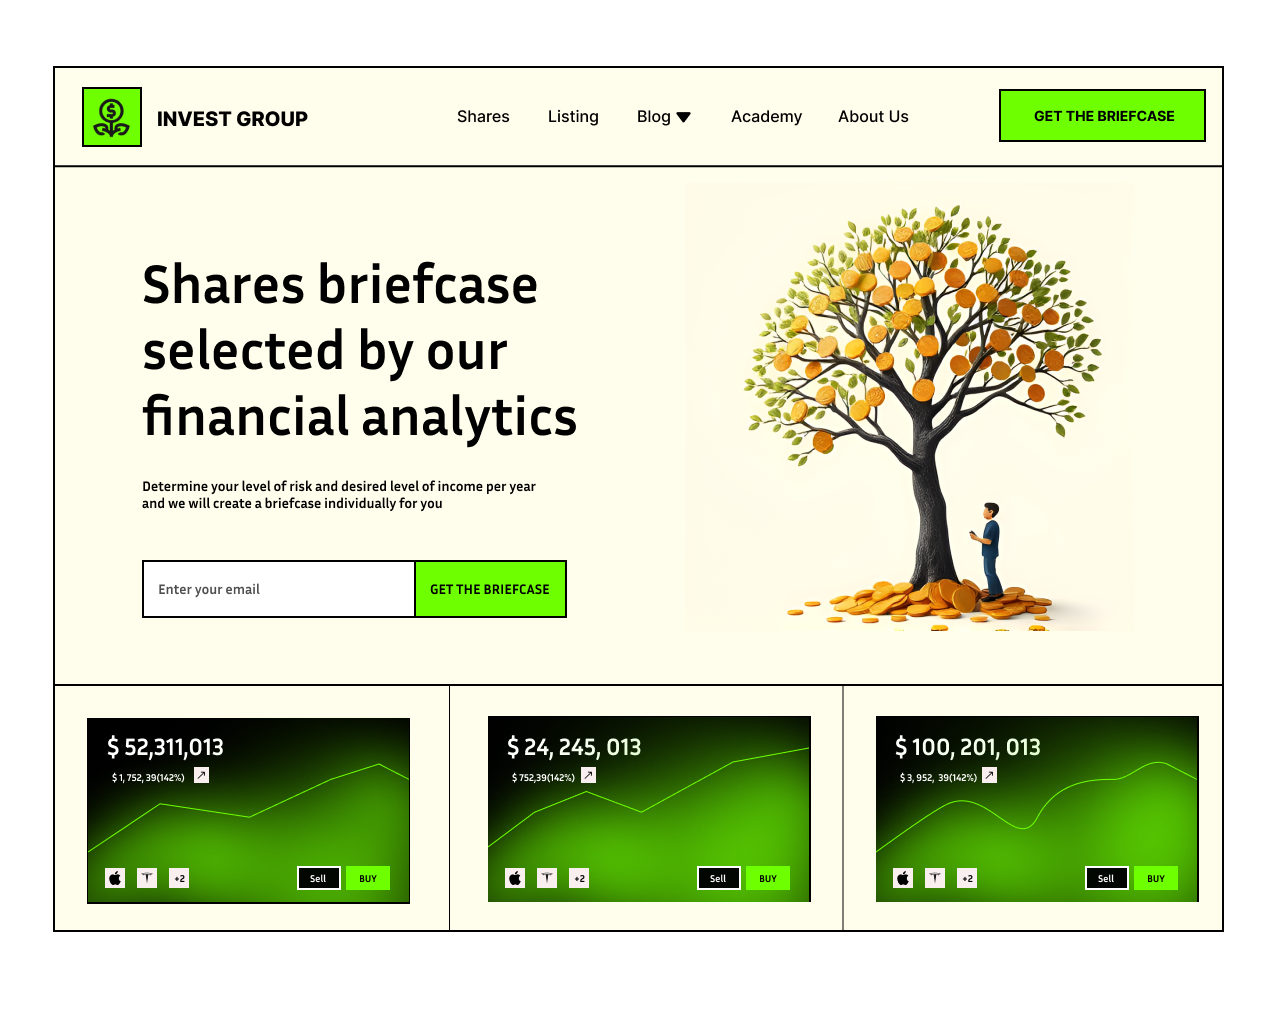 INVEST GROUP
Shares
Listing
Blog
Academy
About Us
GET THE BRIEFCASE
Shares briefcase
selected by our
financial analytics
Determine your level of risk and desired level of income per year
and we will create a briefcase individually for you
Enter your email
GET THE BRIEFCASE
$ 52,311,013
$ 1, 752, 39(142%)
+2
Sell
BUY
$ 24, 245, 013
$ 752,39(142%)
+2
Sell
BUY
$ 100, 201, 013
$ 3, 952, 39(142%)
+2
Sell
BUY